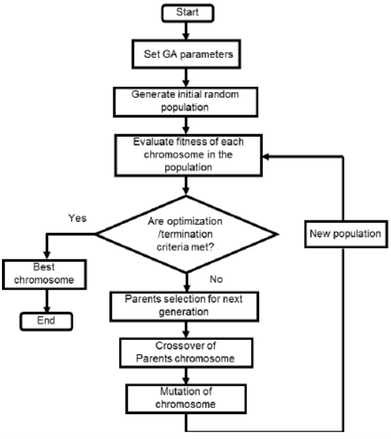 Start
Set GA parameters
Generate initial random
population
Evaluate fitness of each
chromosome in the
population
Are optimization
/termination
criteria met?
Yes
No
Best
chromosome
End
Parents selection for next
generation
Crossover of
Parents chromosome
Mutation of
chromosome
New population